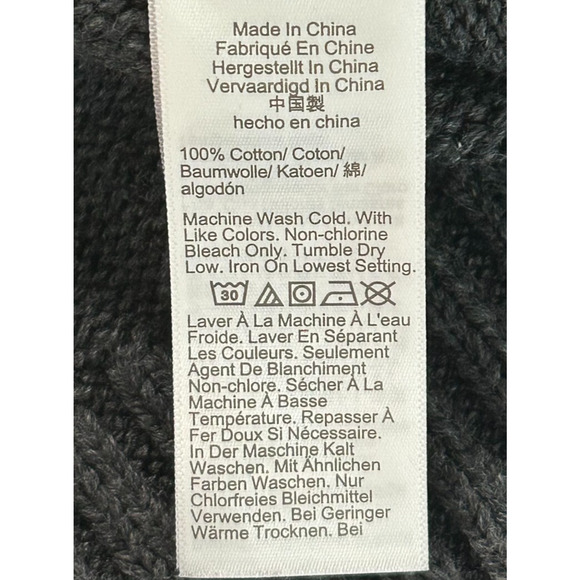 Made In China
Fabriqué En Chine
Hergestellt In China
Vervaardigd In China
中国製
hecho en china
100% Cotton/ Coton/
Baumwolle/ Katoen/ 綿/
algodón
Machine Wash Cold. With
Like Colors. Non-chlorine
Bleach Only. Tumble Dry
Low. Iron On Lowest Setting.
30
Laver À La Machine À L'eau
Froide. Laver En Séparant
Les Couleurs. Seulement
Agent De Blanchiment
Non-chlore. Sécher À La
Machine À Basse
Température. Repasser À
Fer Doux Si Nécessaire.
In Der Maschine Kalt
Waschen. Mit Ähnlichen
Farben Waschen. Nur
Chlorfreies Bleichmittel
Verwenden. Bei Geringer
Wärme Trocknen. Bei